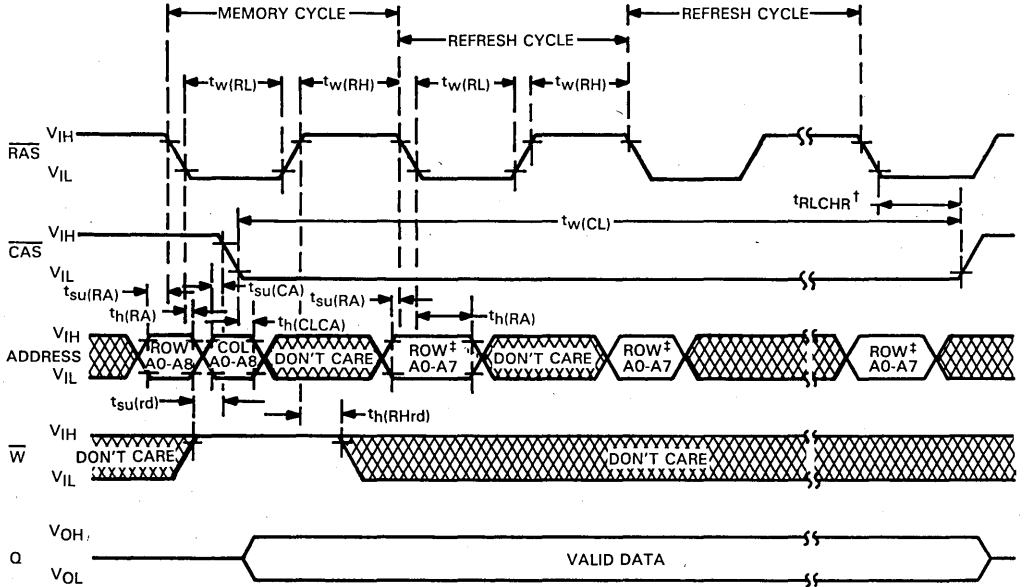 MEMORY CYCLE
REFRESH CYCLE
REFRESH CYCLE
tw(RL)
tw(RH)
tw(RL)
tw(RH)
RAS
VIH
VIL
tRLCHR†
tw(CL)
CAS
VIH
VIL
tsu(RA)
tsu(CA)
tsu(RA)
th(RA)
th(CLCA)
th(RA)
ADDRESS
VIH
VIL
ROW
A0-A8
COL
A0-A8
DON'T CARE
ROW‡
A0-A7
DON'T CARE
ROW‡
A0-A7
ROW‡
A0-A7
tsu(rd)
th(RHrd)
W
VIH
VIL
DON'T CARE
DON'T CARE
Q
VOH
VOL
VALID DATA